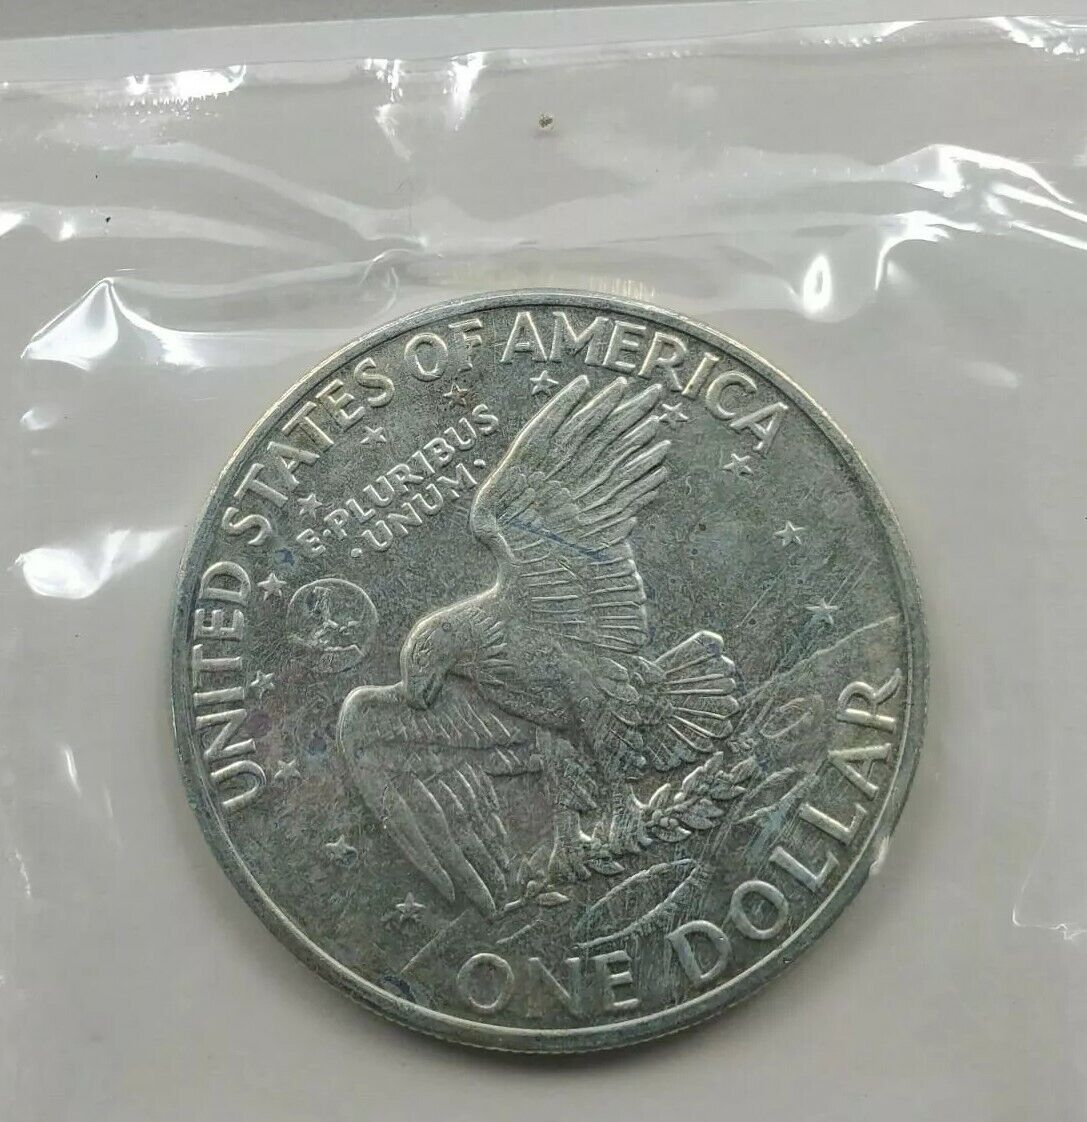 UNITED STATES OF AMERICA
E·PLURIBUS
·UNUM·
ONE DOLLAR